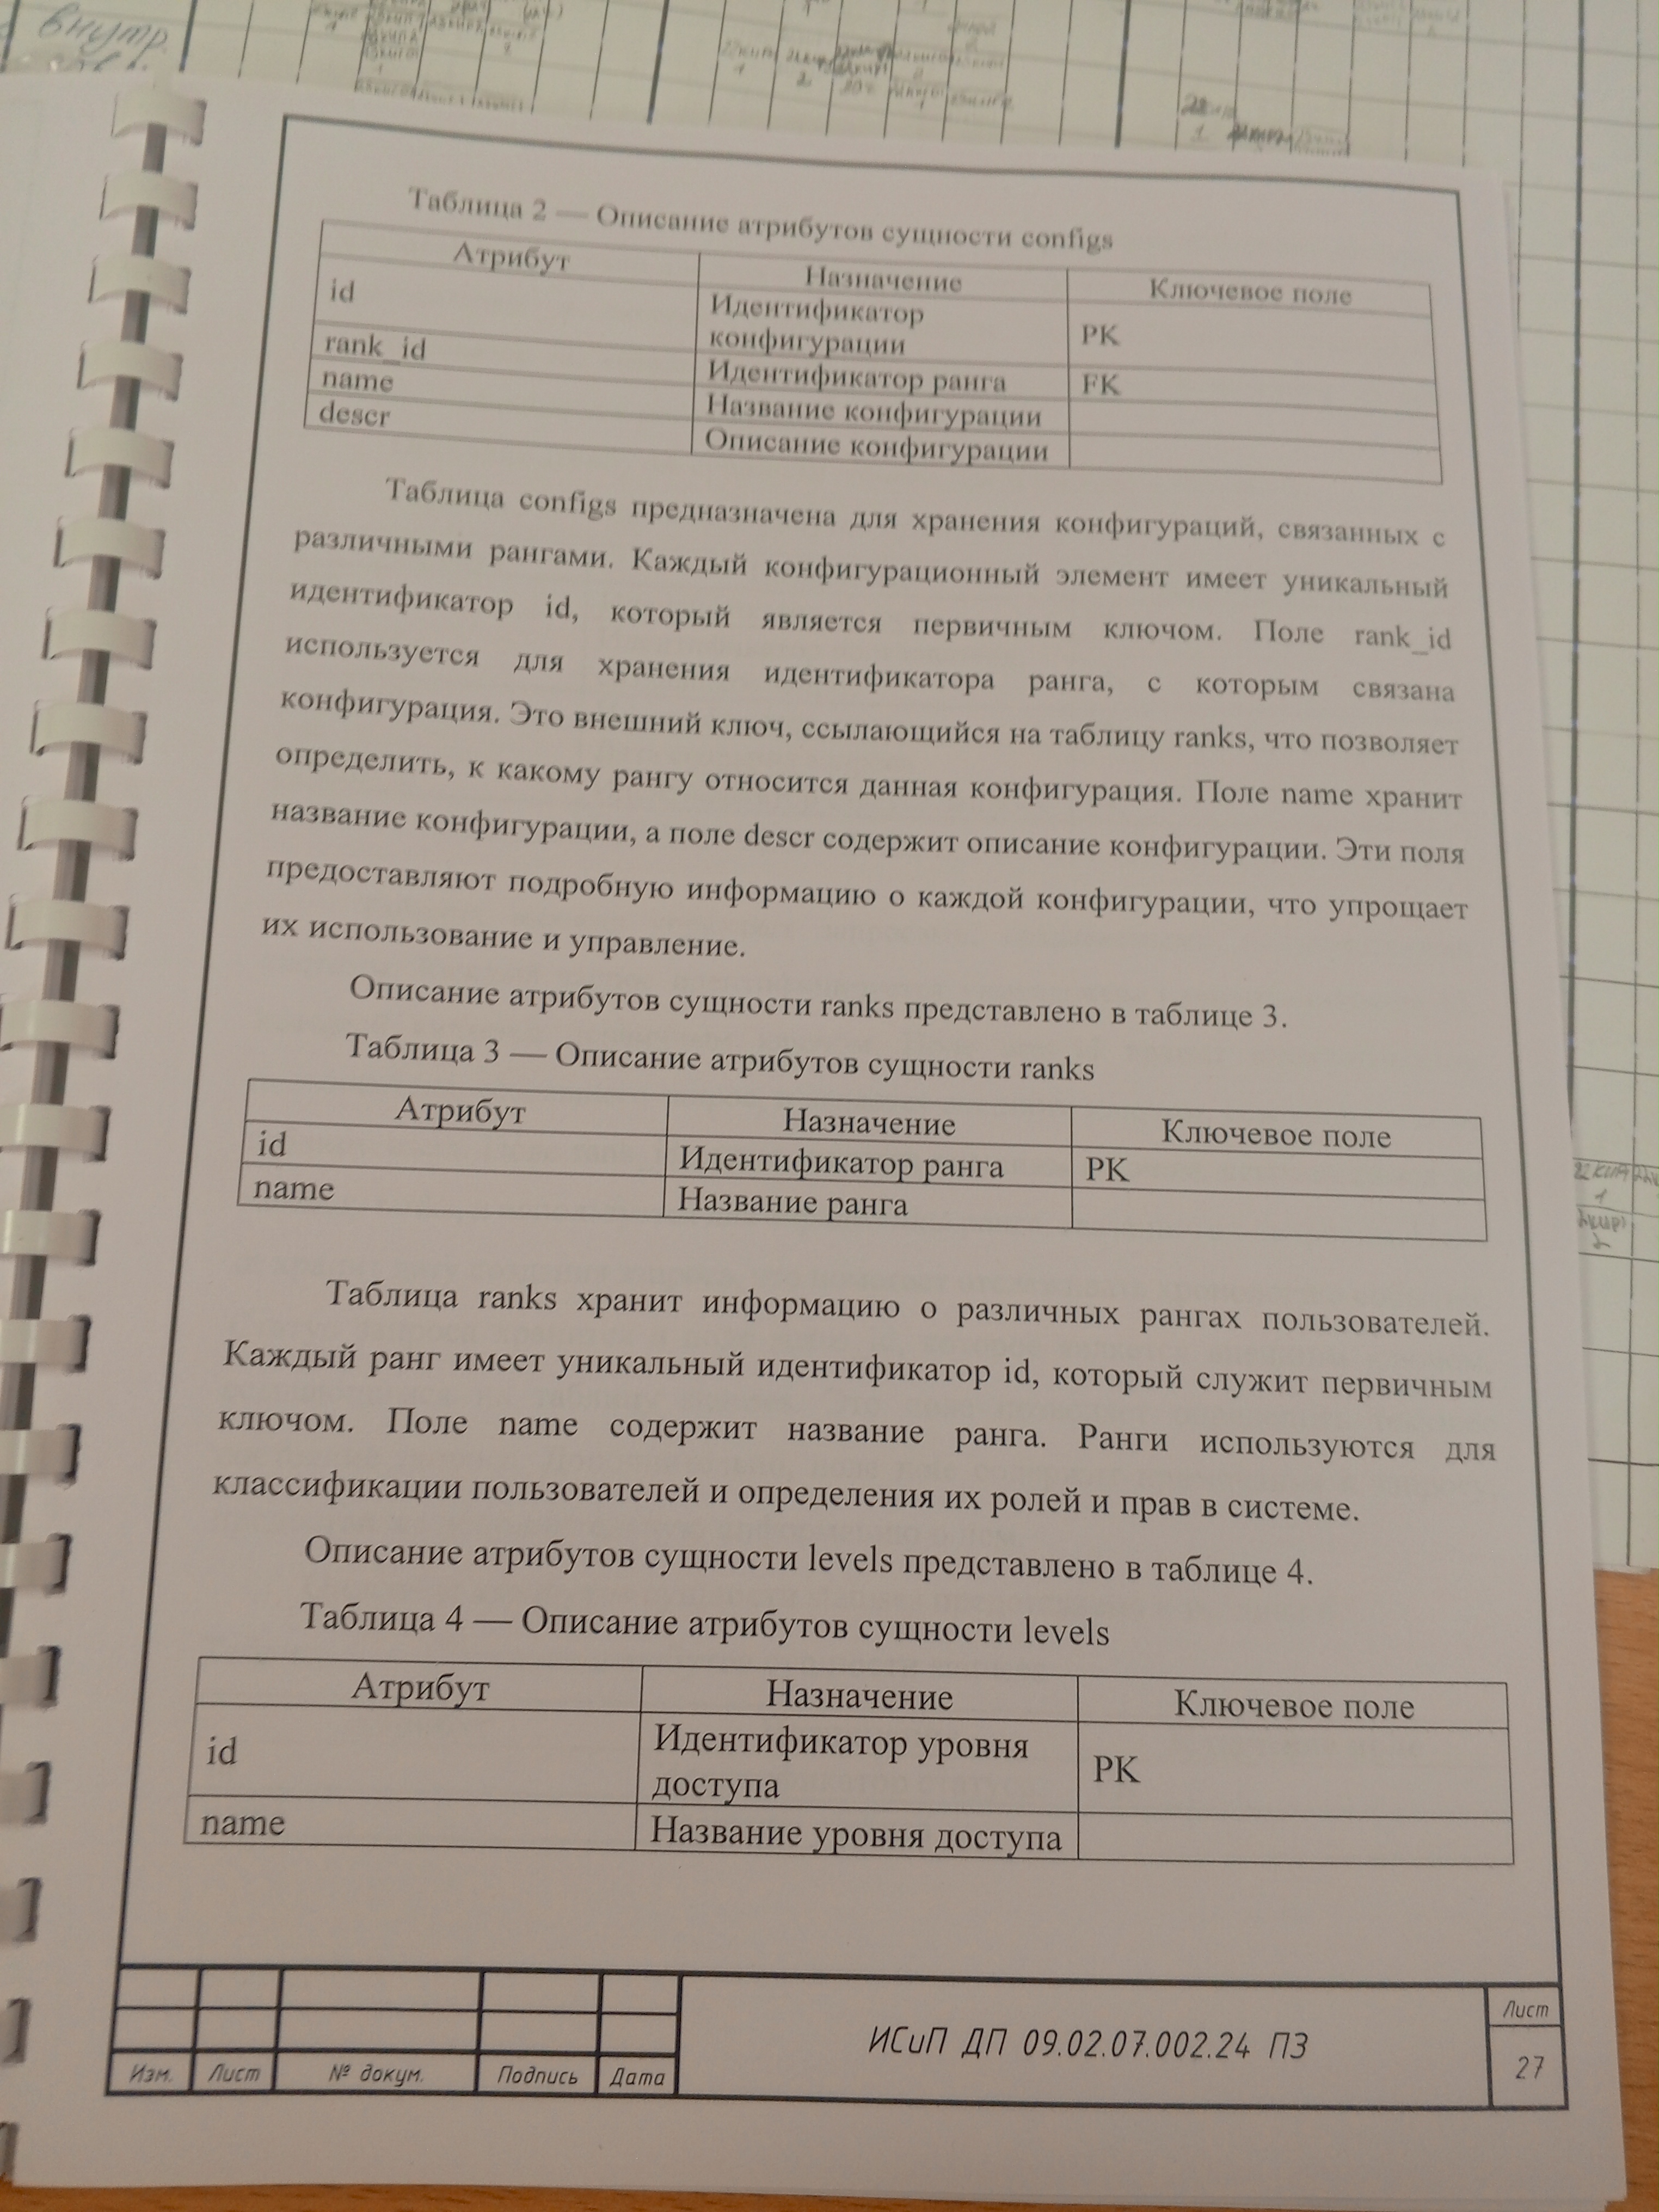 внутр.
Таблица 2 — Описание атрибутов сущности configs
Атрибут Назначение Ключевое поле
id Идентификатор конфигурации PK
rank_id Идентификатор ранга FK
name Название конфигурации
descr Описание конфигурации
Таблица configs предназначена для хранения конфигураций, связанных с
различными рангами. Каждый конфигурационный элемент имеет уникальный
идентификатор id, который является первичным ключом. Поле rank_id
используется для хранения идентификатора ранга, с которым связана
конфигурация. Это внешний ключ, ссылающийся на таблицу ranks, что позволяет
определить, к какому рангу относится данная конфигурация. Поле name хранит
название конфигурации, а поле descr содержит описание конфигурации. Эти поля
предоставляют подробную информацию о каждой конфигурации, что упрощает
их использование и управление.
Описание атрибутов сущности ranks представлено в таблице 3.
Таблица 3 — Описание атрибутов сущности ranks
Атрибут Назначение Ключевое поле
id Идентификатор ранга PK
name Название ранга
Таблица ranks хранит информацию о различных рангах пользователей.
Каждый ранг имеет уникальный идентификатор id, который служит первичным
ключом. Поле name содержит название ранга. Ранги используются для
классификации пользователей и определения их ролей и прав в системе.
Описание атрибутов сущности levels представлено в таблице 4.
Таблица 4 — Описание атрибутов сущности levels
Атрибут Назначение Ключевое поле
id Идентификатор уровня доступа PK
name Название уровня доступа
Изм. Лист № докум. Подпись Дата
ИСиП ДП 09.02.07.002.24 ПЗ
Лист
27